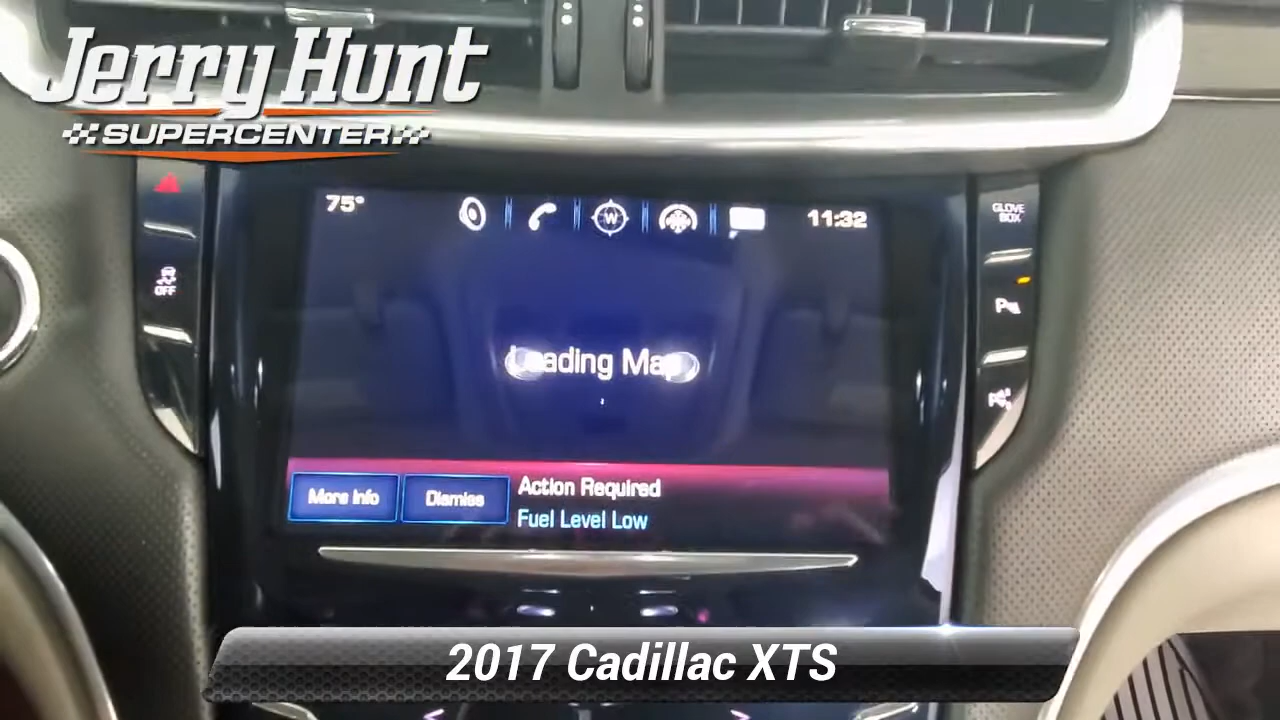 Jerry Hunt
SUPERCENTER
75°
W
11:32
GLOVE
BOX
OFF
Loading Map
More Info
Dismiss
Action Required
Fuel Level Low
2017 Cadillac XTS